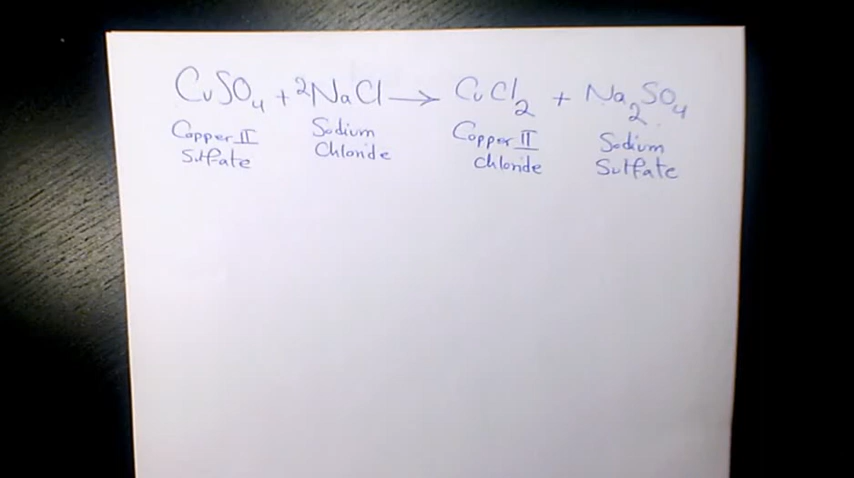 CuSO4 + 2NaCl → CuCl2 + Na2SO4
Copper II Sodium Copper II Sodium
Sulfate Chloride Chloride Sulfate